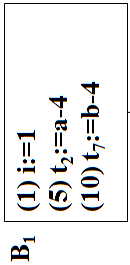 B₁
(1) i:=1
(5) t₂:=a-4
(10) t₇:=b-4